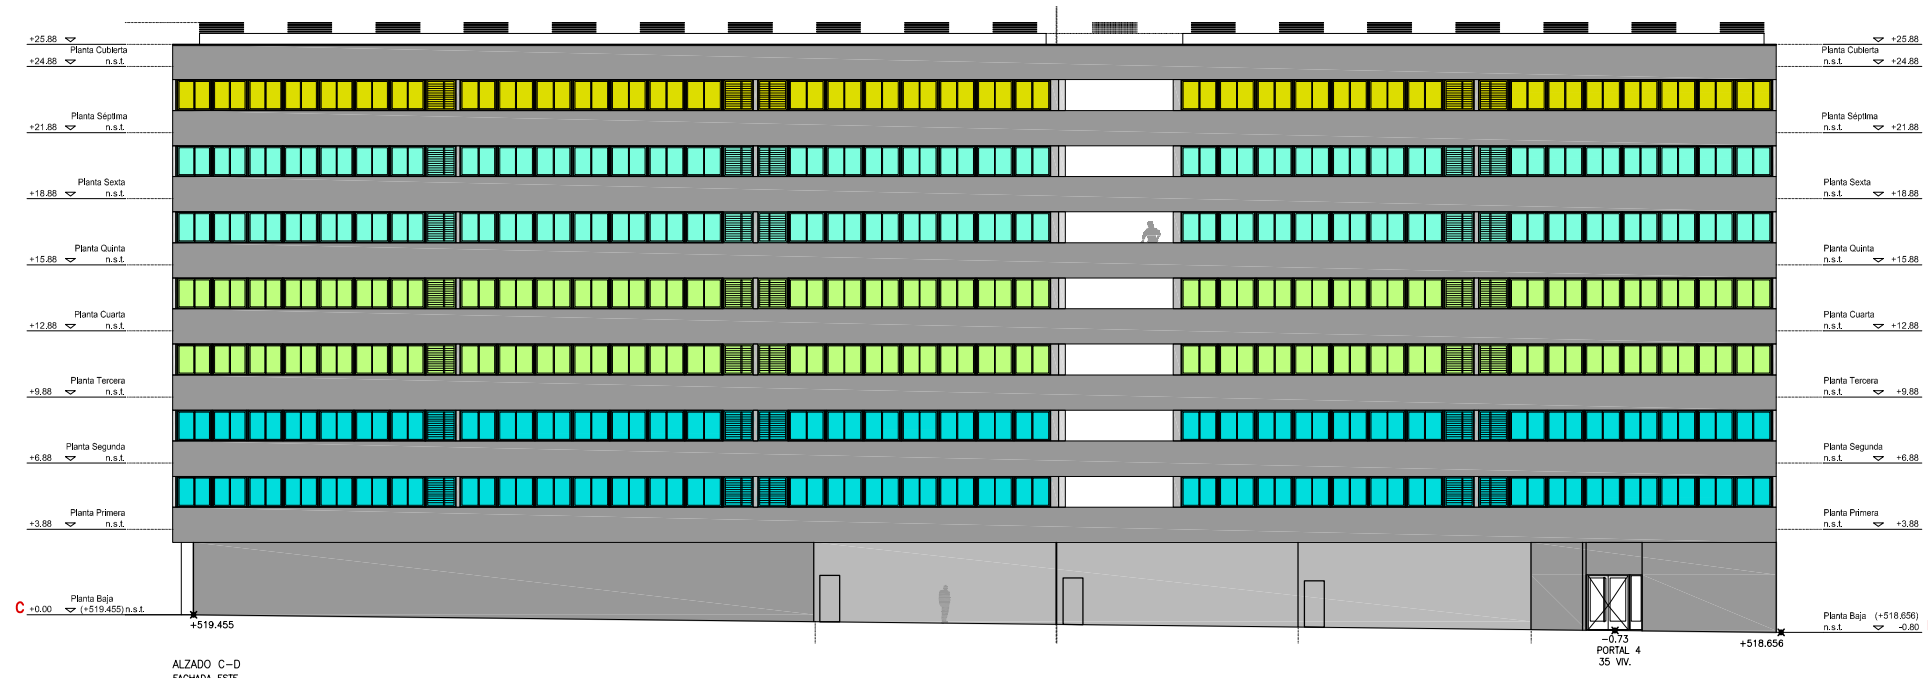 +25.88
Planta Cubierta
+24.88 n.s.t.
Planta Séptima
+21.88 n.s.t.
Planta Sexta
+18.88 n.s.t.
Planta Quinta
+15.88 n.s.t.
Planta Cuarta
+12.88 n.s.t.
Planta Tercera
+9.88 n.s.t.
Planta Segunda
+6.88 n.s.t.
Planta Primera
+3.88 n.s.t.
Planta Baja
C +0.00 (+519.455) n.s.t.
+519.455
ALZADO C-D
FACHADA ESTE
+25.88
Planta Cubierta
n.s.t. +24.88
Planta Séptima
n.s.t. +21.88
Planta Sexta
n.s.t. +18.88
Planta Quinta
n.s.t. +15.88
Planta Cuarta
n.s.t. +12.88
Planta Tercera
n.s.t. +9.88
Planta Segunda
n.s.t. +6.88
Planta Primera
n.s.t. +3.88
Planta Baja (+518.656)
n.s.t. -0.80
+518.656
-0.73
PORTAL 4
35 VIV.